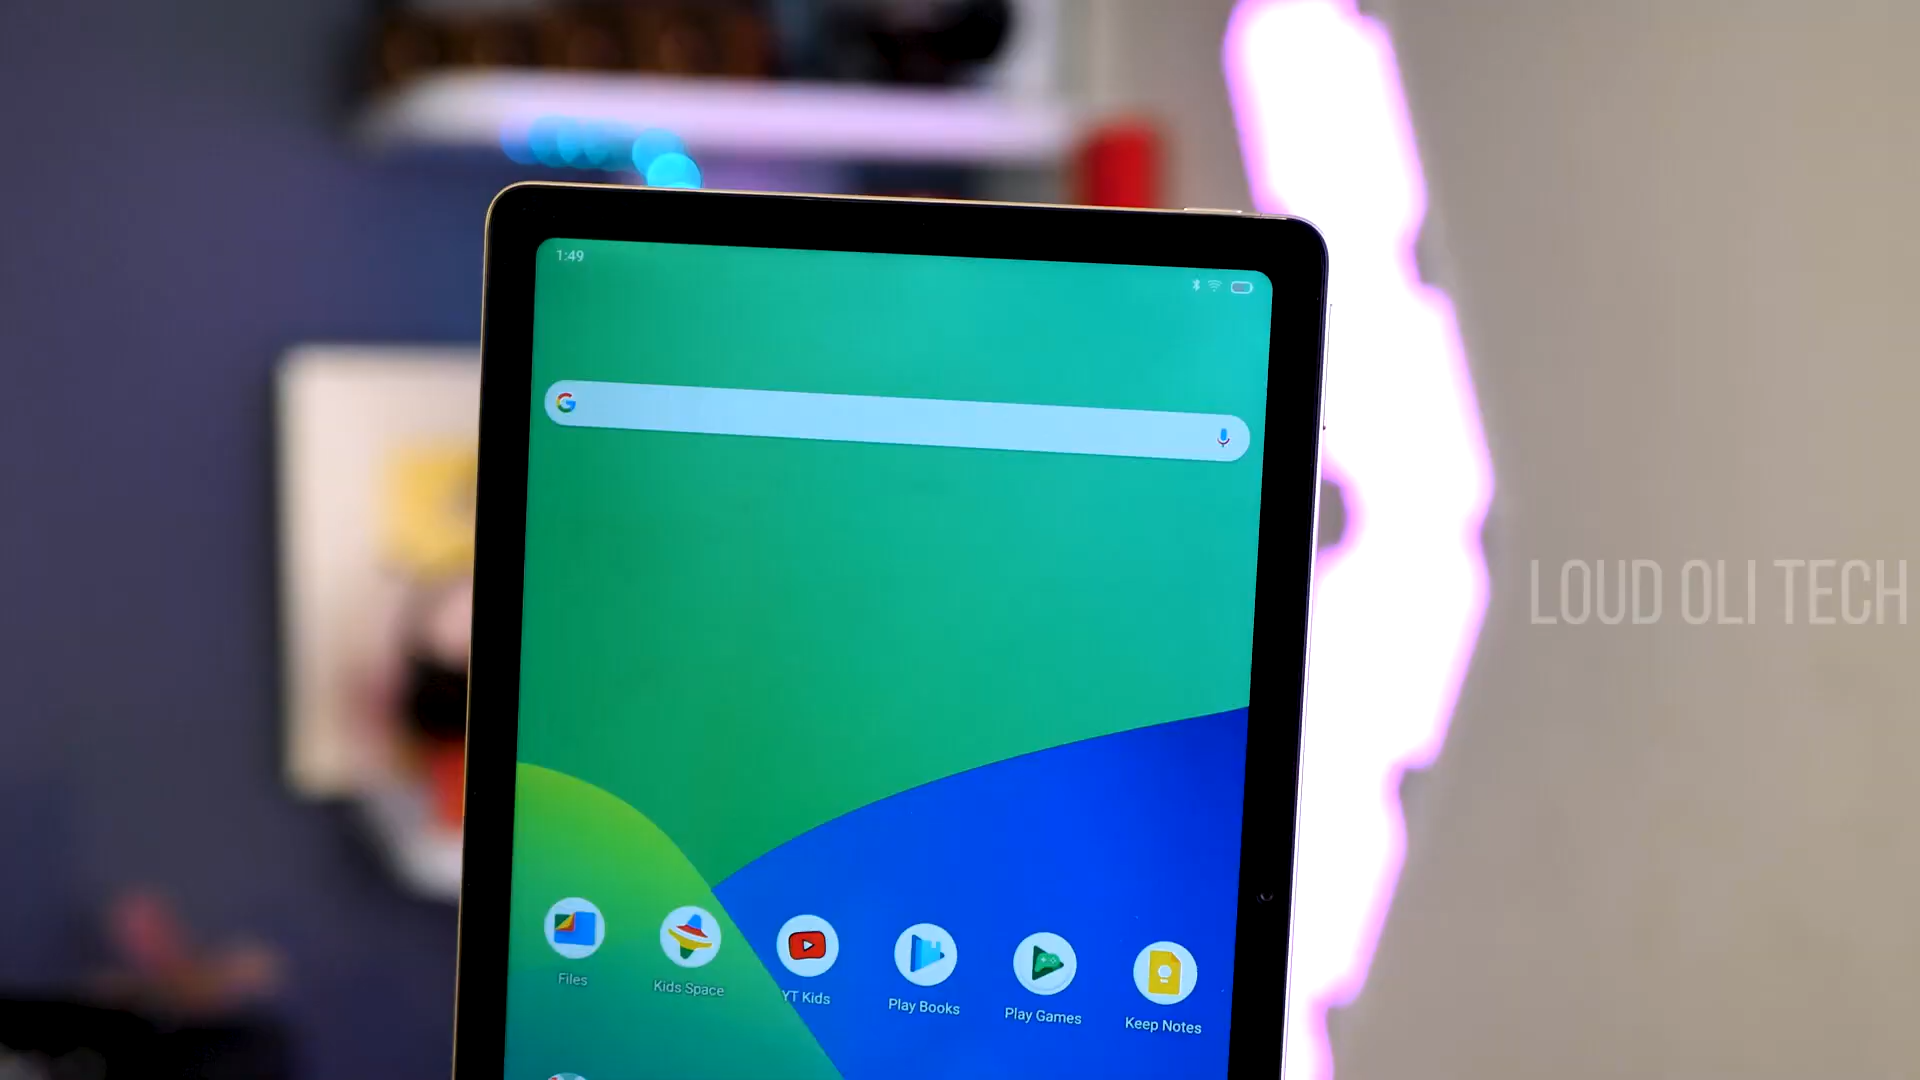 1:49
LOUD OLI TECH
Files
Kids Space
YT Kids
Play Books
Play Games
Keep Notes